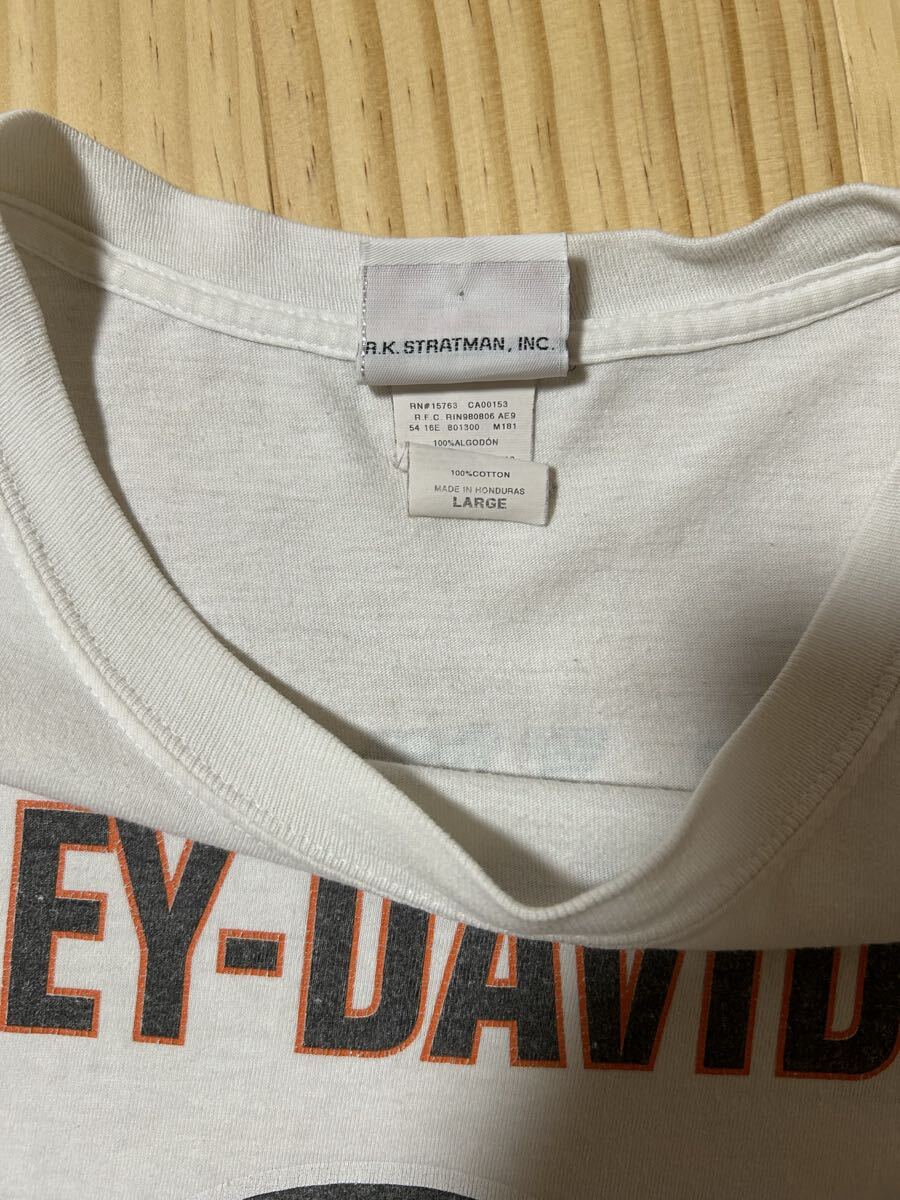 R.K. STRATMAN, INC.
RN#15763 CA00153
R.F.C. RIN980806 AE9
54 16E B01300 M181
100%ALGODÓN
100%COTTON
MADE IN HONDURAS
LARGE
EY-DAVID